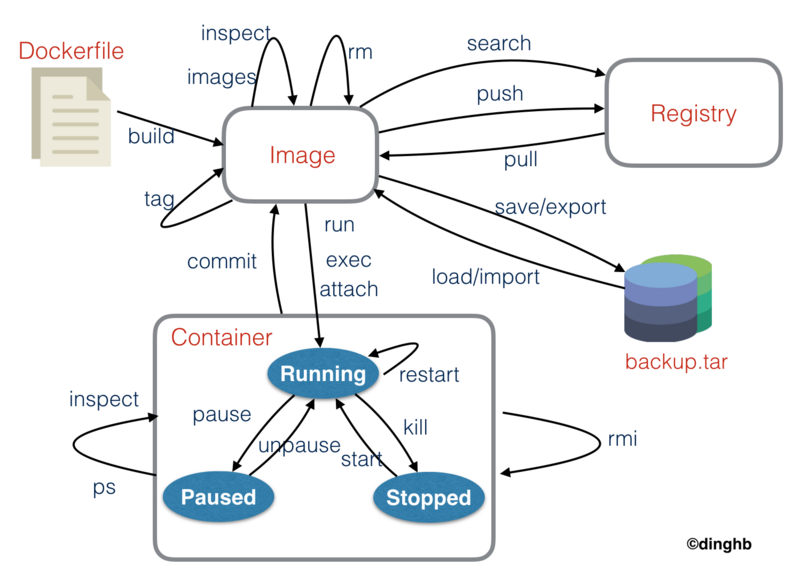 Dockerfile
inspect
images
rm
search
push
pull
Registry
build
Image
tag
save/export
load/import
backup.tar
commit
run
exec
attach
Container
Running
restart
inspect
ps
pause
unpause
start
kill
rmi
Paused
Stopped
©dinghb